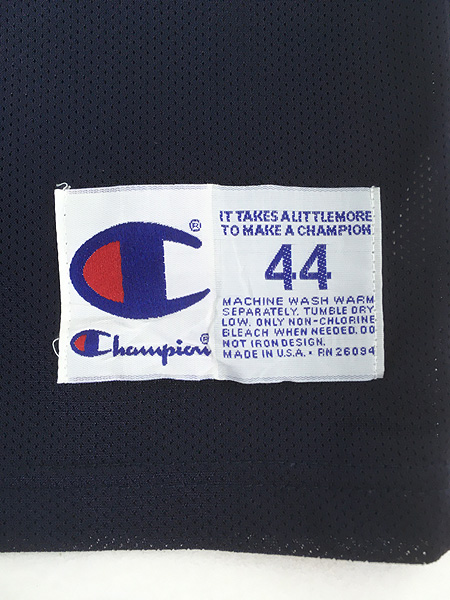 ®
Champion®
IT TAKES A LITTLE MORE
TO MAKE A CHAMPION
44
MACHINE WASH WARM
SEPARATELY. TUMBLE DRY
LOW. ONLY NON-CHLORINE
BLEACH WHEN NEEDED. DO
NOT IRON DESIGN.
MADE IN U.S.A. • RN 26094